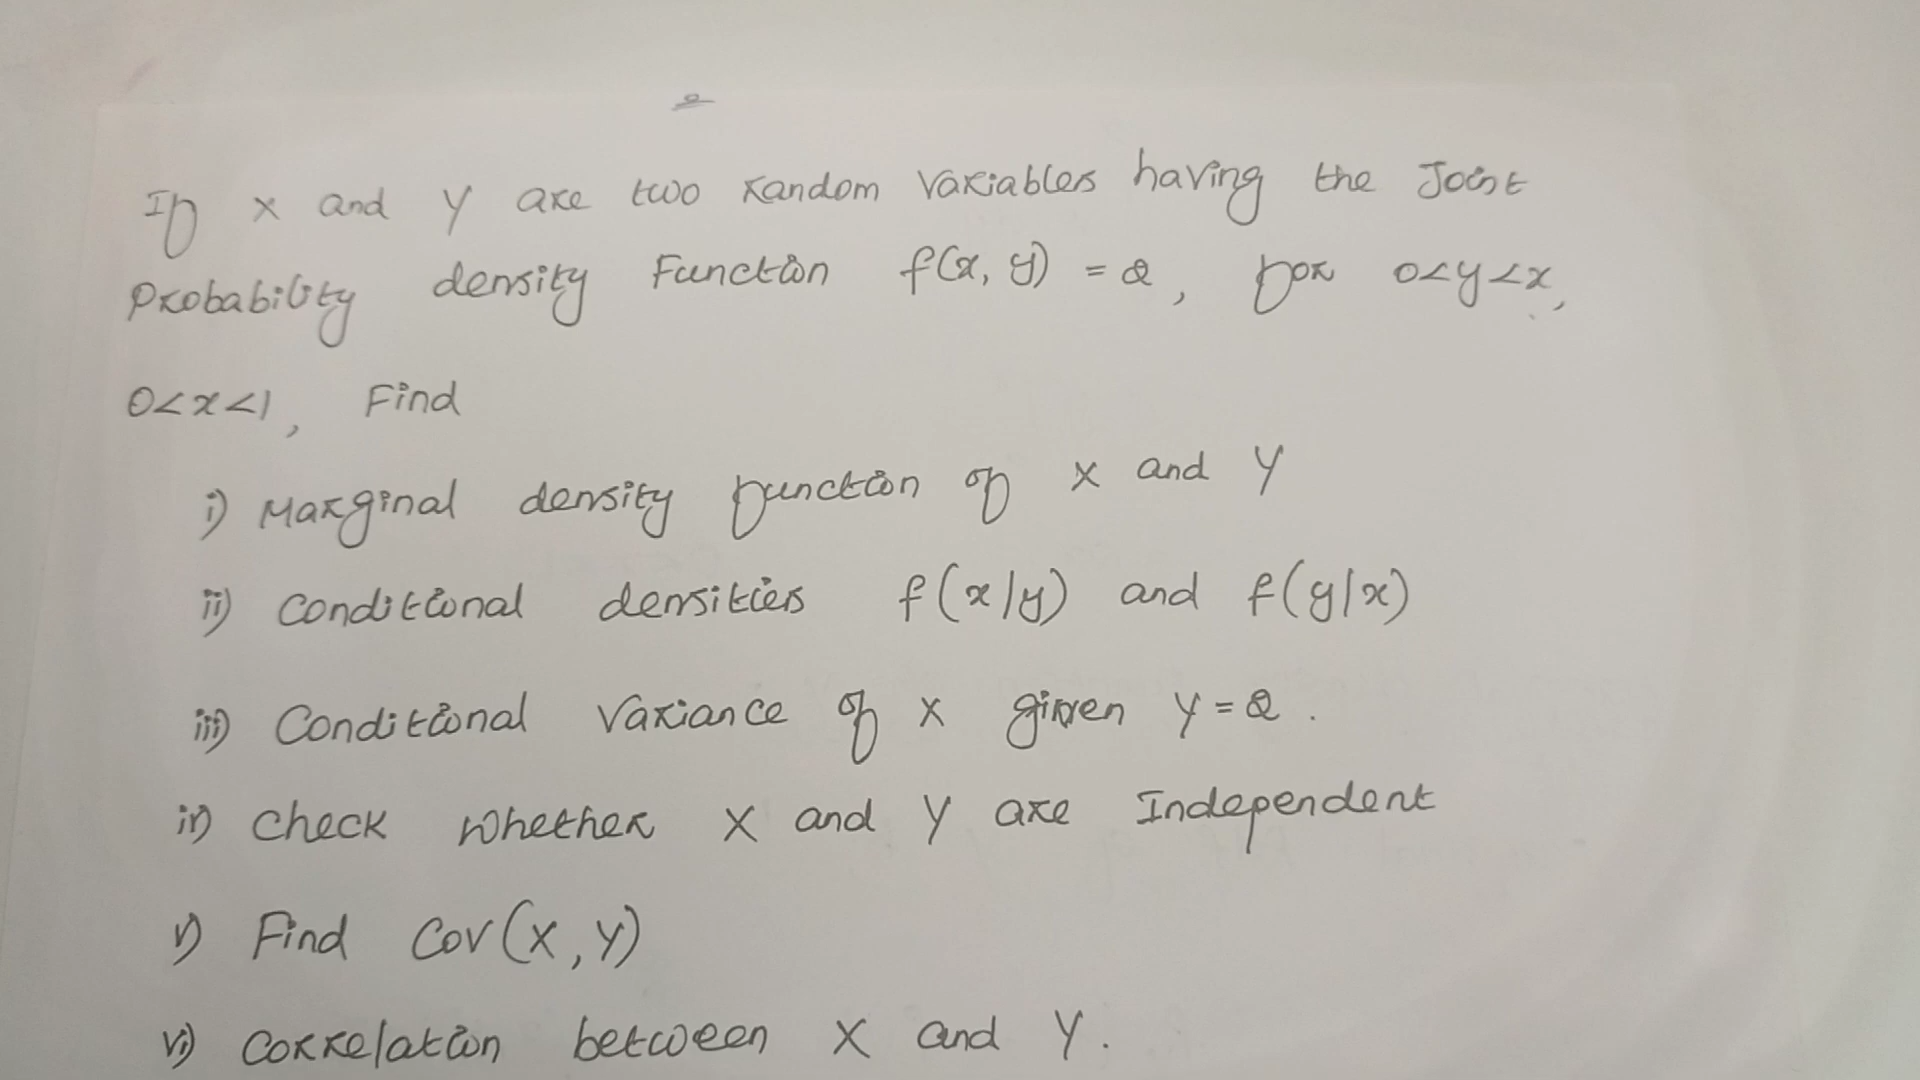 If X and Y are two random variables having the Joint
Probability density Function f(x, y) = 2, for 0<y<x,
0<x<1, Find
i) Marginal density function of X and Y
ii) Conditional densities f(x/y) and f(y/x)
iii) Conditional Variance of X given Y=2.
iv) check whether X and Y are Independent
v) Find Cov(X, Y)
vi) Correlation between X and Y.